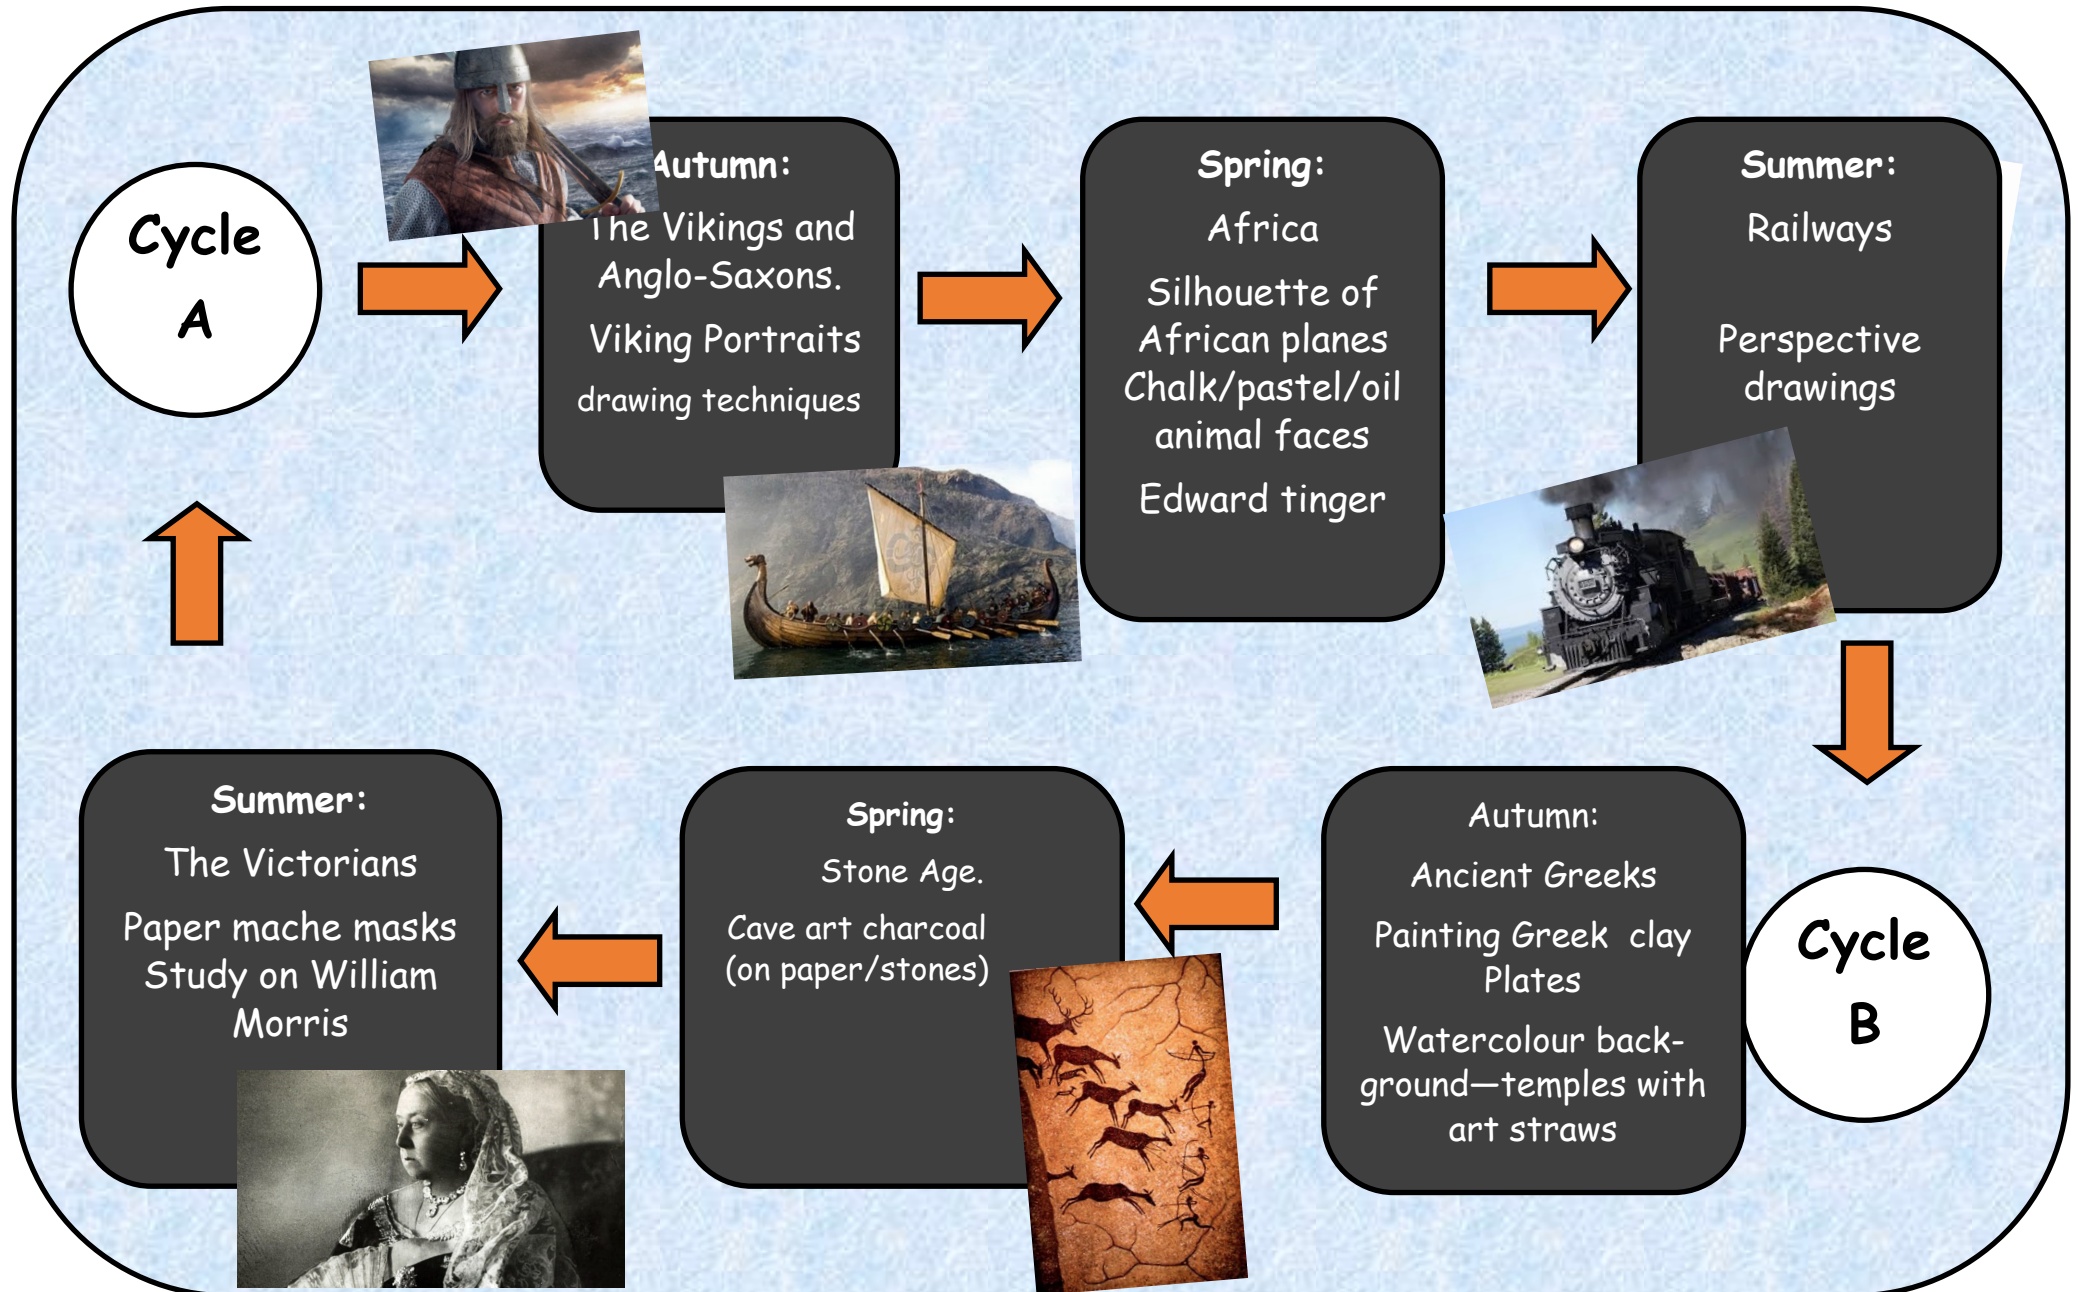 Cycle
A
Autumn:
The Vikings and
Anglo-Saxons.
Viking Portraits
drawing techniques
Spring:
Africa
Silhouette of
African planes
Chalk/pastel/oil
animal faces
Edward tinger
Summer:
Railways
Perspective
drawings
Cycle
B
Autumn:
Ancient Greeks
Painting Greek  clay
Plates
Watercolour back-
ground—temples with
art straws
Spring:
Stone Age.
Cave art charcoal
(on paper/stones)
Summer:
The Victorians
Paper mache masks
Study on William
Morris